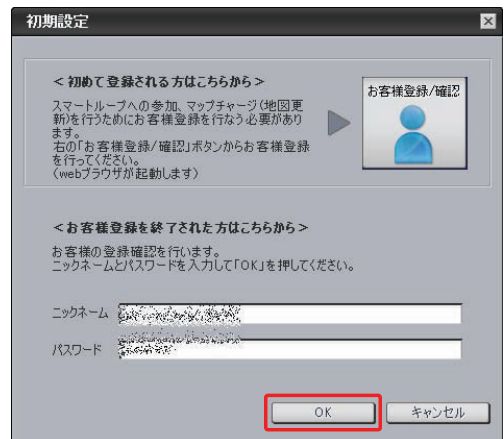 初期設定
＜初めて登録される方はこちらから＞
スマートループへの参加、マップチャージ(地図更
新)を行うためにお客様登録を行なう必要があり
ます。
右の「お客様登録/確認」ボタンからお客様登録
を行ってください。
(webブラウザが起動します)
お客様登録/確認
＜お客様登録を終了された方はこちらから＞
お客様の登録確認を行います。
ニックネームとパスワードを入力して「OK」を押してください。
ニックネーム
パスワード
OK
キャンセル